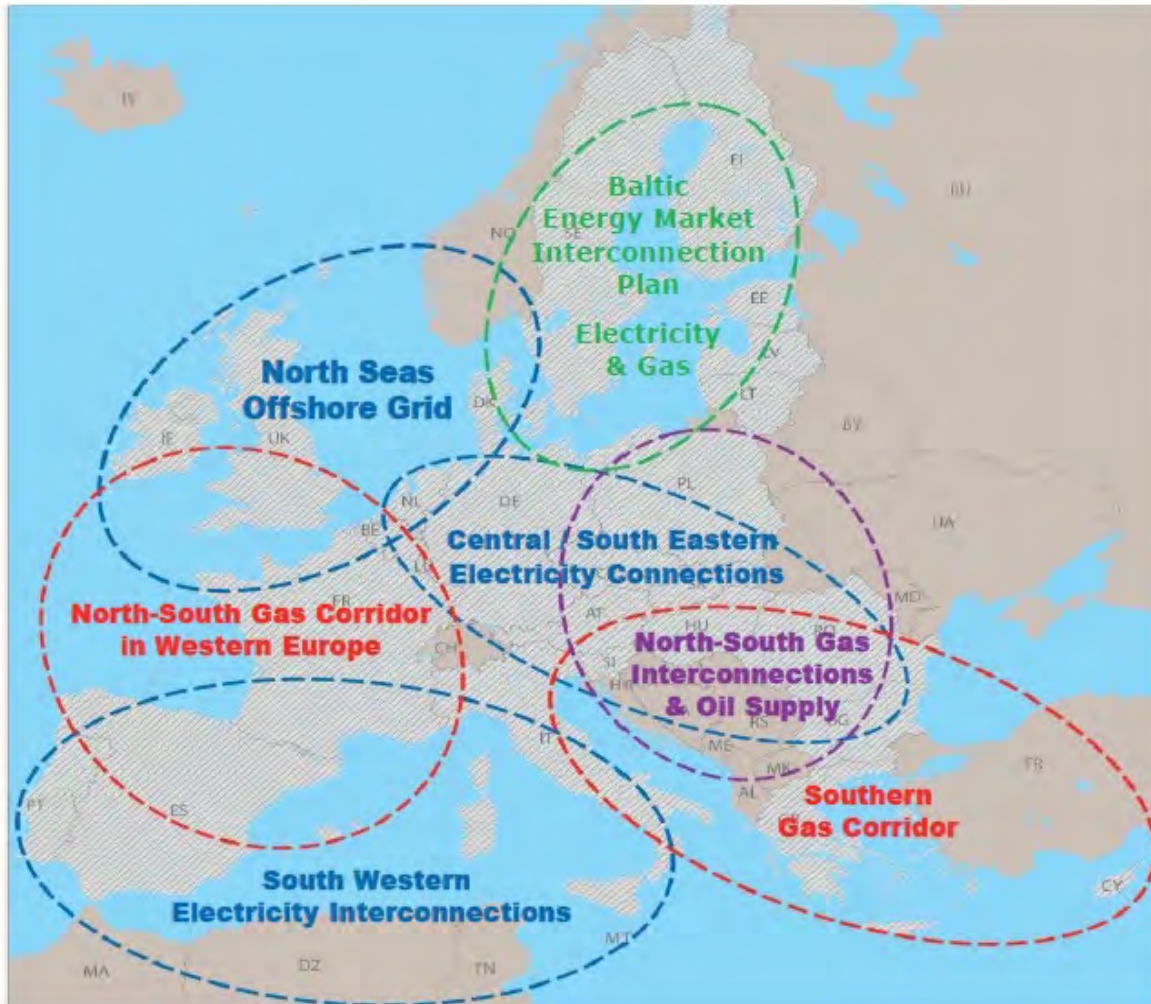 IS
RU
FI
Baltic
Energy Market
Interconnection
Plan
NO
SE
EE
Electricity
& Gas
LV
North Seas
Offshore Grid
LT
DK
BY
IE
UK
PL
NL
DE
UA
BE
Central / South Eastern
Electricity Connections
FR
AT
MD
North-South Gas Corridor
in Western Europe
HU
RO
CH
North-South Gas
Interconnections
& Oil Supply
SI
HR
RS
BG
IT
ME
MK
TR
AL
Southern
Gas Corridor
PT
ES
South Western
Electricity Interconnections
CY
MT
MA
DZ
TN